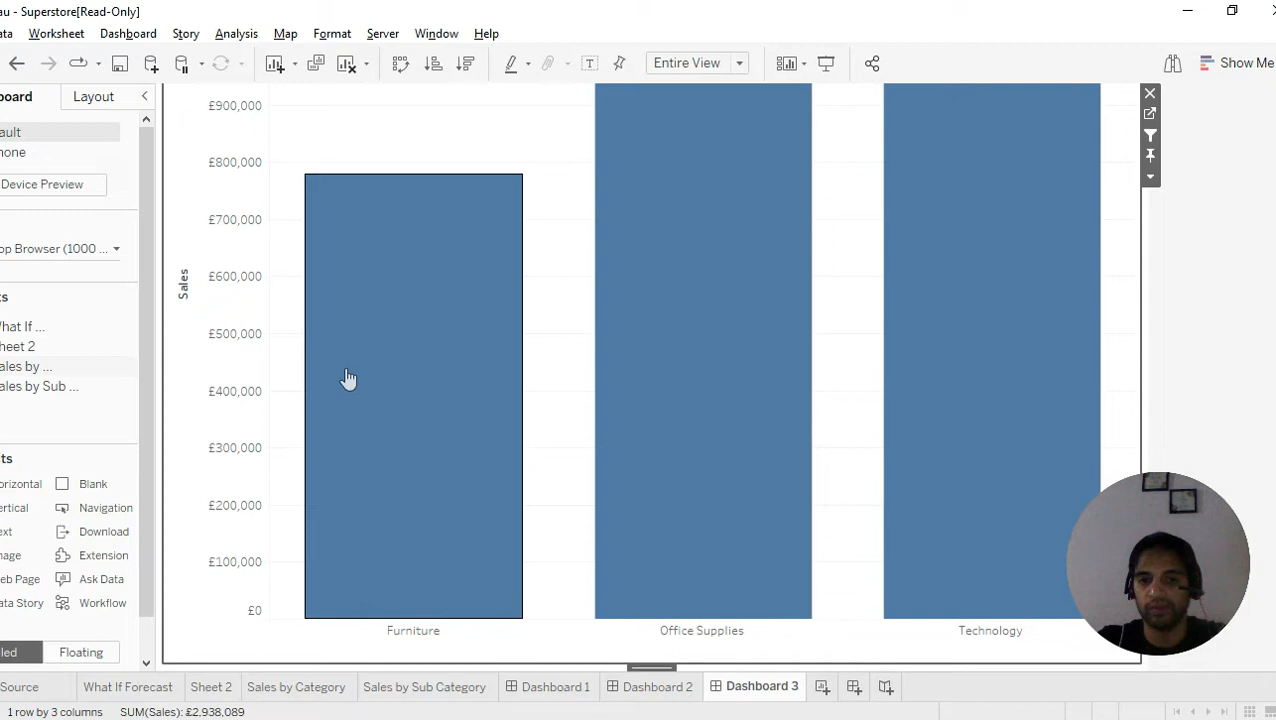 au - Superstore[Read-Only]
ata Worksheet Dashboard Story Analysis Map Format Server Window Help
Entire View
Show Me
board Layout
ault
hone
Device Preview
op Browser (1000 ...
ts
What If ...
heet 2
ales by ...
ales by Sub ...
ts
orizontal Blank
ertical Navigation
ext Download
mage Extension
eb Page Ask Data
ata Story Workflow
led Floating
£900,000
£800,000
£700,000
£600,000
£500,000
£400,000
£300,000
£200,000
£100,000
£0
Sales
Furniture Office Supplies Technology
Source What If Forecast Sheet 2 Sales by Category Sales by Sub Category Dashboard 1 Dashboard 2 Dashboard 3
1 row by 3 columns SUM(Sales): £2,938,089